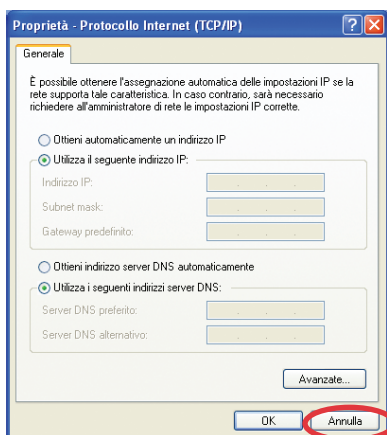 Proprietà - Protocollo Internet (TCP/IP)
Generale
È possibile ottenere l'assegnazione automatica delle impostazioni IP se la
rete supporta tale caratteristica. In caso contrario, sarà necessario
richiedere all'amministratore di rete le impostazioni IP corrette.
Ottieni automaticamente un indirizzo IP
Utilizza il seguente indirizzo IP:
Indirizzo IP:
Subnet mask:
Gateway predefinito:
Ottieni indirizzo server DNS automaticamente
Utilizza i seguenti indirizzi server DNS:
Server DNS preferito:
Server DNS alternativo:
Avanzate...
OK
Annulla